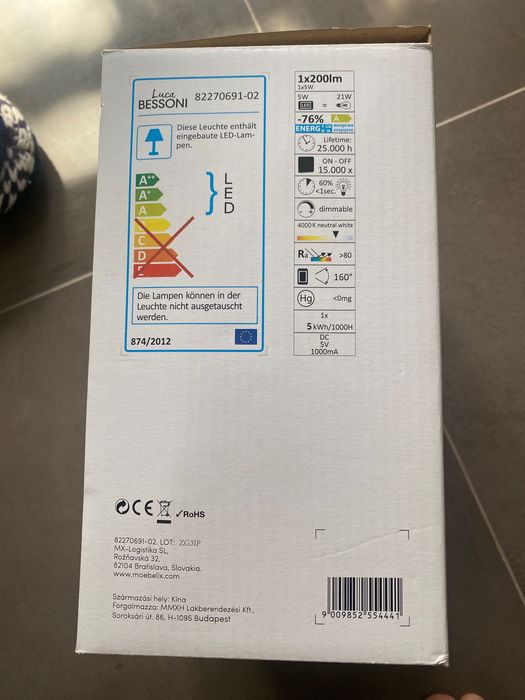 Luca
BESSONI
82270691-02
Diese Leuchte enthält
eingebaute LED-Lam-
pen.
A++
A+
A
C
D
L
E
D
Die Lampen können in der
Leuchte nicht ausgetauscht
werden.
874/2012
1x200lm
1x5W
5W = 21W
LED
-76% A
ENERG
Lifetime:
25.000 h
ON - OFF
15.000 x
60%
<1sec.
dimmable
4000 K neutral white
Ra >80
160°
Hg <0mg
1x
5 kWh/1000H
DC
5V
1000mA
CE
✓RoHS
82270691-02. LOT: ZG3IP
MX-Logistika SL,
Rožňavská 32,
82104 Bratislava, Slovakia.
www.moebelix.com
Származási hely: Kína
Forgalmazza: MMXH Lakberendezési Kft.,
Soroksári út. 86, H-1095 Budapest
9 009852 554441